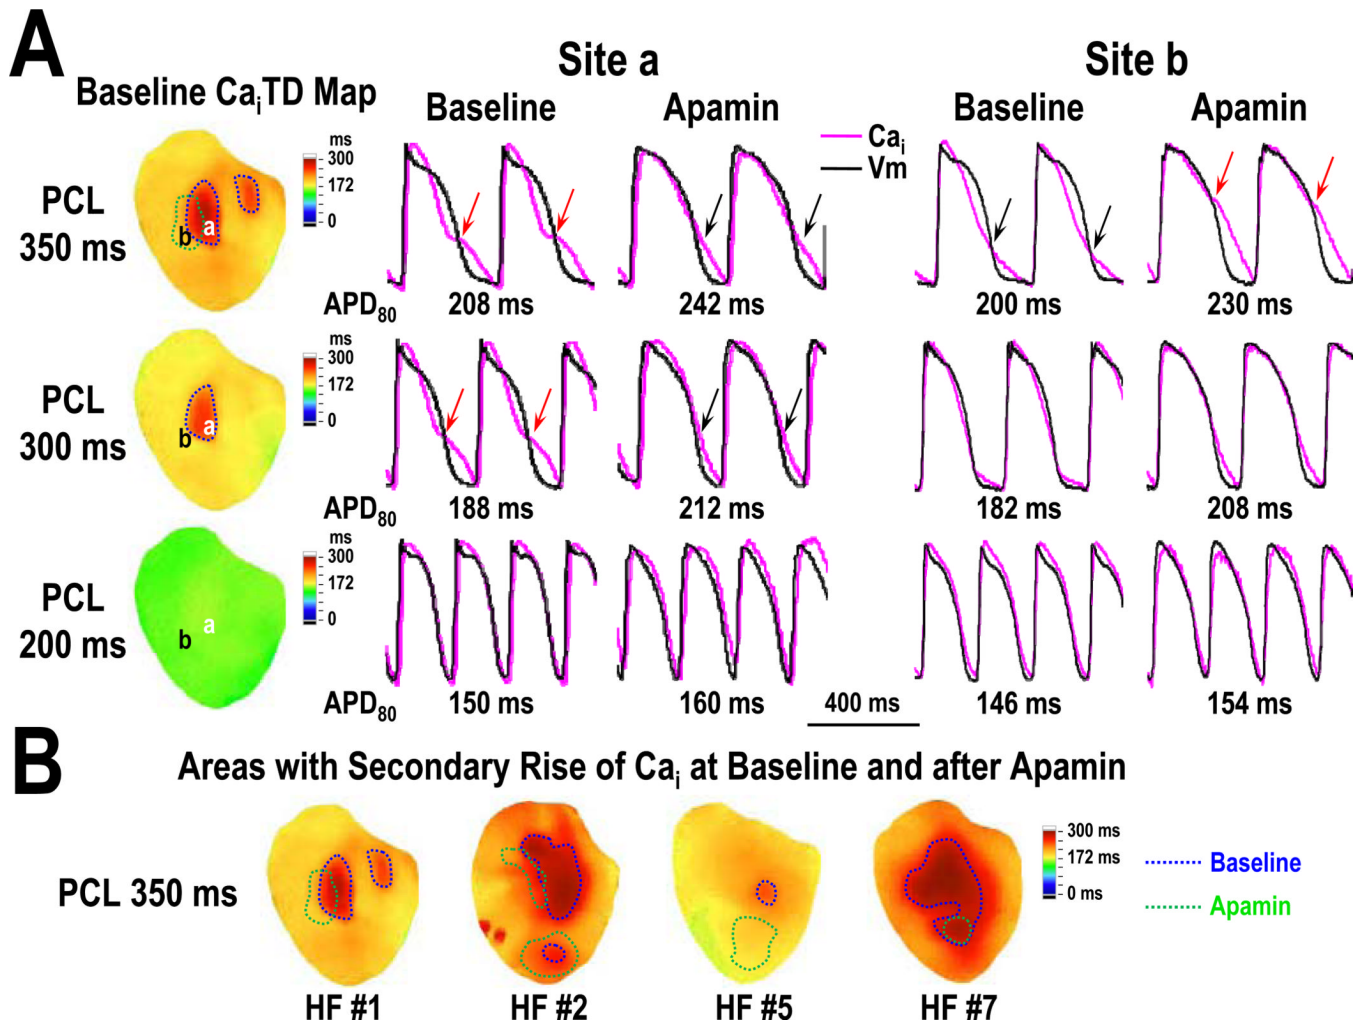 A
Site a
Site b
Baseline CaiTD Map
Baseline
Apamin
Cai
Vm
Baseline
Apamin
PCL
350 ms
ms
300
172
0
a
b
APD80
208 ms
242 ms
200 ms
230 ms
PCL
300 ms
ms
300
172
0
a
b
APD80
188 ms
212 ms
182 ms
208 ms
PCL
200 ms
ms
300
172
0
a
b
APD80
150 ms
160 ms
400 ms
146 ms
154 ms
B
Areas with Secondary Rise of Cai at Baseline and after Apamin
PCL 350 ms
300 ms
172 ms
0 ms
Baseline
Apamin
HF #1
HF #2
HF #5
HF #7